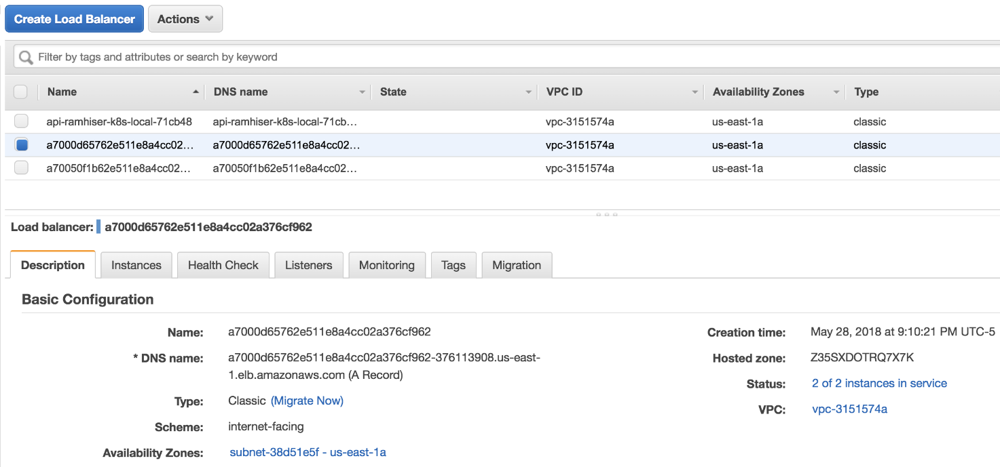 Create Load Balancer Actions
Filter by tags and attributes or search by keyword
Name DNS name State VPC ID Availability Zones Type
api-ramhiser-k8s-local-71cb48 api-ramhiser-k8s-local-71cb… vpc-3151574a us-east-1a classic
a7000d65762e511e8a4cc02… a7000d65762e511e8a4cc02… vpc-3151574a us-east-1a classic
a70050f1b62e511e8a4cc02… a70050f1b62e511e8a4cc02… vpc-3151574a us-east-1a classic
Load balancer: a7000d65762e511e8a4cc02a376cf962
Description Instances Health Check Listeners Monitoring Tags Migration
Basic Configuration
Name: a7000d65762e511e8a4cc02a376cf962 Creation time: May 28, 2018 at 9:10:21 PM UTC-5
* DNS name: a7000d65762e511e8a4cc02a376cf962-376113908.us-east- Hosted zone: Z35SXDOTRQ7X7K
1.elb.amazonaws.com (A Record) Status: 2 of 2 instances in service
Type: Classic (Migrate Now) VPC: vpc-3151574a
Scheme: internet-facing
Availability Zones: subnet-38d51e5f - us-east-1a